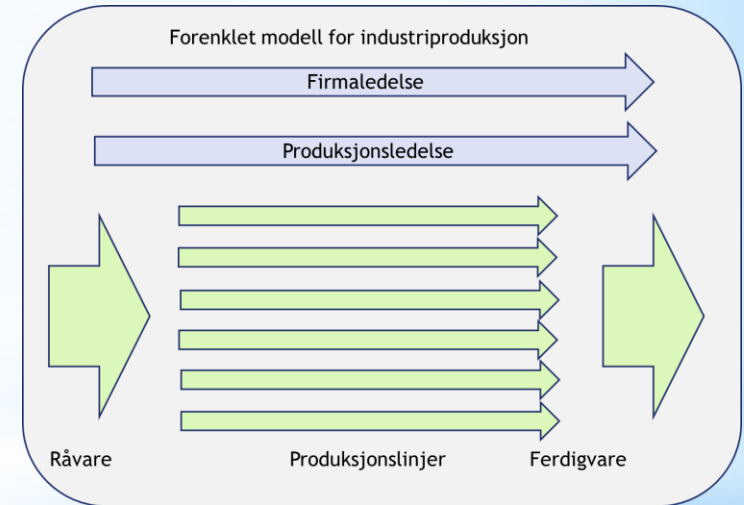 Forenklet modell for industriproduksjon
Firmaledelse
Produksjonsledelse
Råvare
Produksjonslinjer
Ferdigvare